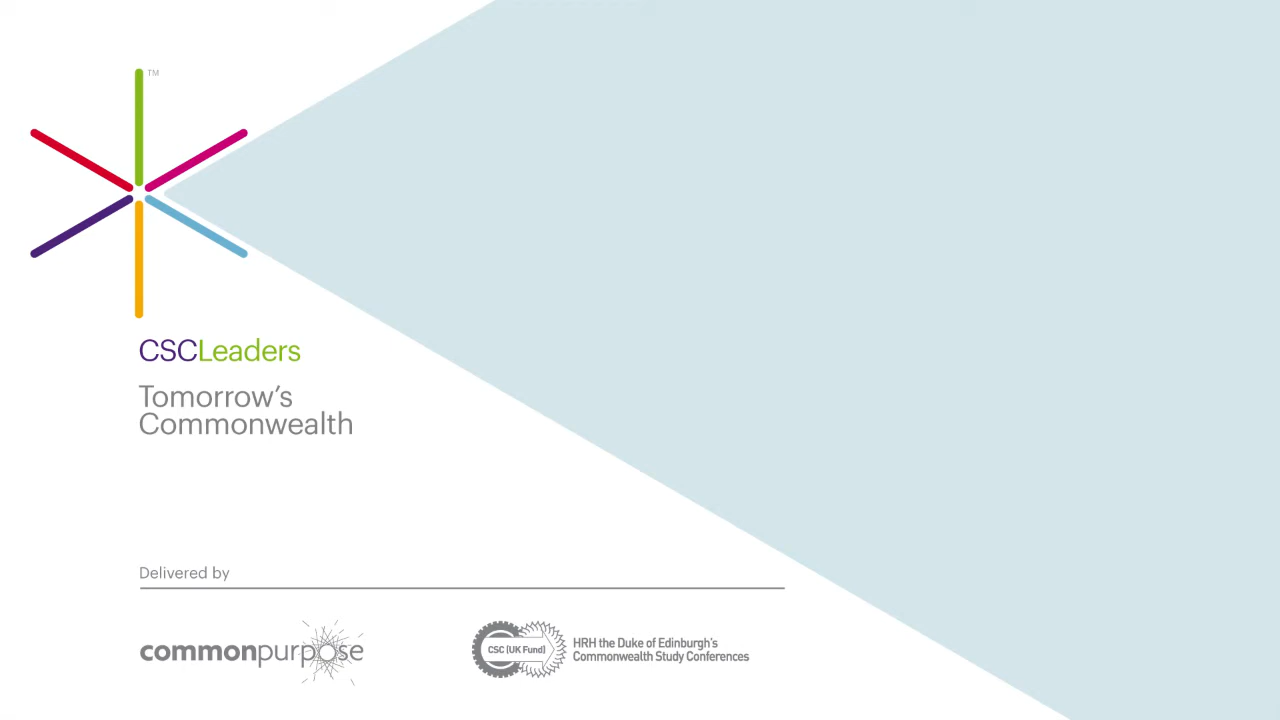 TM
CSCLeaders
Tomorrow’s
Commonwealth
Delivered by
commonpurpose
CSC (UK Fund)
HRH the Duke of Edinburgh’s
Commonwealth Study Conferences